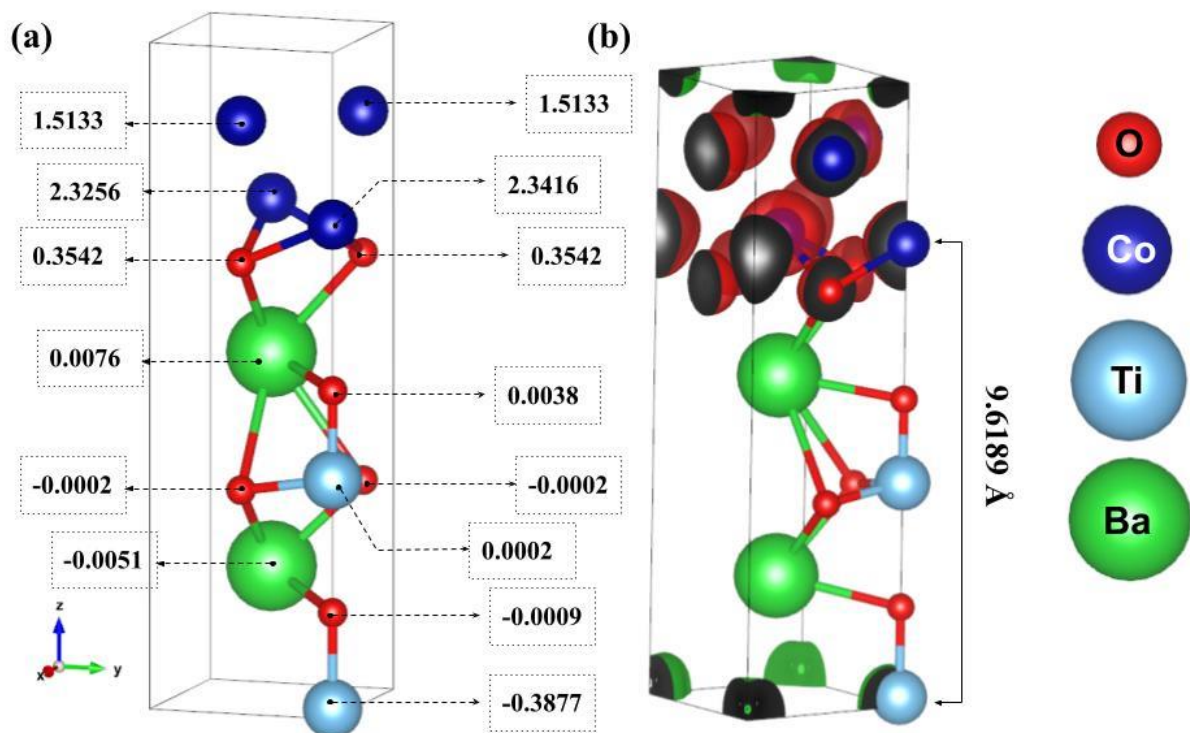 (a)
(b)
1.5133
1.5133
2.3256
2.3416
0.3542
0.3542
0.0076
0.0038
-0.0002
-0.0002
-0.0051
0.0002
-0.0009
-0.3877
z
x
y
9.6189 Å
O
Co
Ti
Ba